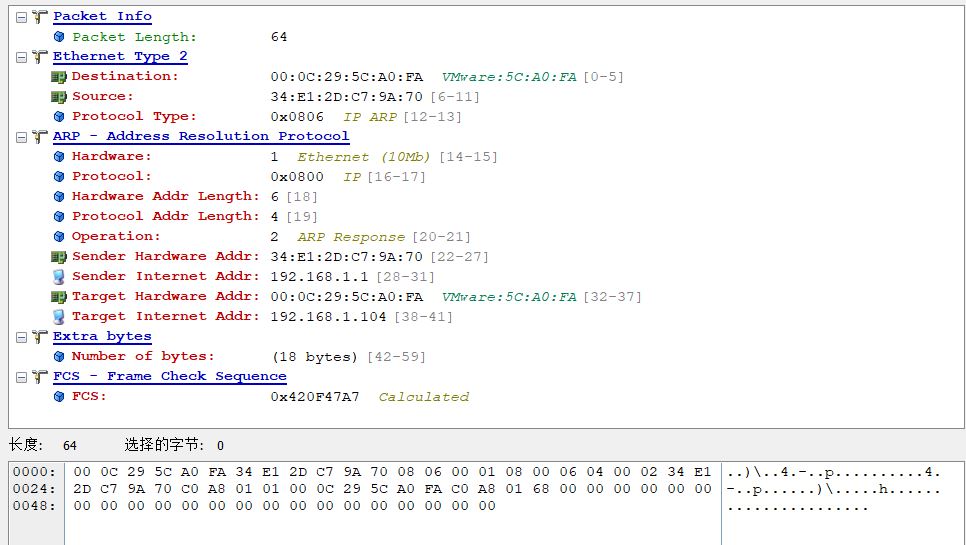 Packet Info
Packet Length: 64
Ethernet Type 2
Destination: 00:0C:29:5C:A0:FA VMware:5C:A0:FA [0-5]
Source: 34:E1:2D:C7:9A:70 [6-11]
Protocol Type: 0x0806 IP ARP [12-13]
ARP - Address Resolution Protocol
Hardware: 1 Ethernet (10Mb) [14-15]
Protocol: 0x0800 IP [16-17]
Hardware Addr Length: 6 [18]
Protocol Addr Length: 4 [19]
Operation: 2 ARP Response [20-21]
Sender Hardware Addr: 34:E1:2D:C7:9A:70 [22-27]
Sender Internet Addr: 192.168.1.1 [28-31]
Target Hardware Addr: 00:0C:29:5C:A0:FA VMware:5C:A0:FA [32-37]
Target Internet Addr: 192.168.1.104 [38-41]
Extra bytes
Number of bytes: (18 bytes) [42-59]
FCS - Frame Check Sequence
FCS: 0x420F47A7 Calculated
长度: 64 选择的字节: 0
0000: 00 0C 29 5C A0 FA 34 E1 2D C7 9A 70 08 06 00 01 08 00 06 04 00 02 34 E1 ..)\..4.-..p..........4.
0024: 2D C7 9A 70 C0 A8 01 01 00 0C 29 5C A0 FA C0 A8 01 68 00 00 00 00 00 00 -..p......)\.....h......
0048: 00 00 00 00 00 00 00 00 00 00 00 00 00 00 00 00 ................